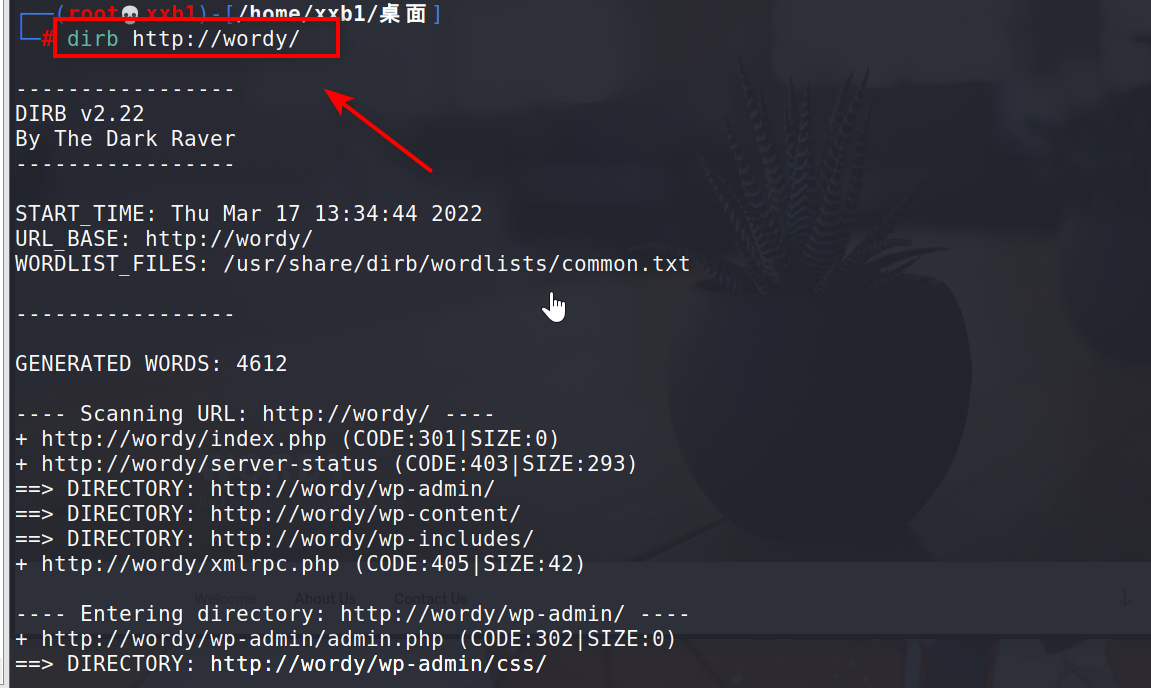 (root💀xxb1)-[/home/xxb1/桌面]
# dirb http://wordy/
-----------------
DIRB v2.22
By The Dark Raver
-----------------
START_TIME: Thu Mar 17 13:34:44 2022
URL_BASE: http://wordy/
WORDLIST_FILES: /usr/share/dirb/wordlists/common.txt
-----------------
GENERATED WORDS: 4612
---- Scanning URL: http://wordy/ ----
+ http://wordy/index.php (CODE:301|SIZE:0)
+ http://wordy/server-status (CODE:403|SIZE:293)
==> DIRECTORY: http://wordy/wp-admin/
==> DIRECTORY: http://wordy/wp-content/
==> DIRECTORY: http://wordy/wp-includes/
+ http://wordy/xmlrpc.php (CODE:405|SIZE:42)
Welcome About Us Contact Us
---- Entering directory: http://wordy/wp-admin/ ----
+ http://wordy/wp-admin/admin.php (CODE:302|SIZE:0)
==> DIRECTORY: http://wordy/wp-admin/css/